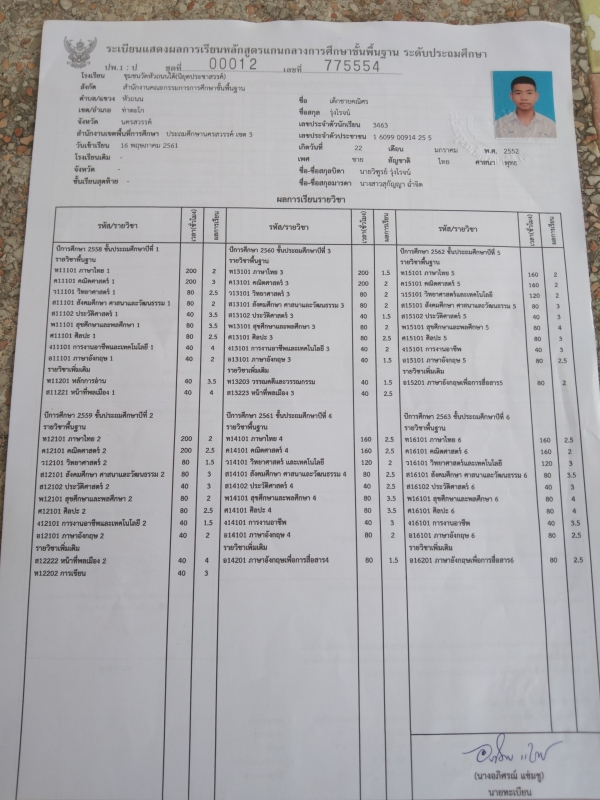 ระเบียนแสดงผลการเรียนหลักสูตรแกนกลางการศึกษาขั้นพื้นฐาน ระดับประถมศึกษา
ปพ.1 : ป ชุดที่ 00012 เลขที่ 775554
โรงเรียน ชุมชนวัดหัวถนนใต้(นิยุตประชาสรรค์)
สังกัด สำนักงานคณะกรรมการการศึกษาขั้นพื้นฐาน
ตำบล/แขวง หัวถนน
เขต/อำเภอ ท่าตะโก
จังหวัด นครสวรรค์
สำนักงานเขตพื้นที่การศึกษา ประถมศึกษานครสวรรค์ เขต 3
วันเข้าเรียน 16 พฤษภาคม 2561
โรงเรียนเดิม -
จังหวัด -
ชั้นเรียนสุดท้าย -
ชื่อ เด็กชายคณิศร
ชื่อสกุล รุ่งโรจน์
เลขประจำตัวนักเรียน 3463
เลขประจำตัวประชาชน 1 6099 00914 25 5
เกิดวันที่ 22 เดือน มกราคม พ.ศ. 2552
เพศ ชาย สัญชาติ ไทย ศาสนา พุทธ
ชื่อ-ชื่อสกุลบิดา นายวิฑูรย์ รุ่งโรจน์
ชื่อ-ชื่อสกุลมารดา นางสาวสุกัญญา
ผลการเรียนรายวิชา
รหัส/รายวิชา เวลา(ชั่วโมง) ผลการเรียน
ปีการศึกษา 2558 ชั้นประถมศึกษาปีที่ 1
รายวิชาพื้นฐาน
ท11101 ภาษาไทย 1 200 2
ค11101 คณิตศาสตร์ 1 200 3
ว11101 วิทยาศาสตร์ 1 80 2
ส11101 สังคมศึกษา ศาสนาและวัฒนธรรม 1 80 2.5
ส11102 ประวัติศาสตร์ 1 40 3.5
พ11101 สุขศึกษาและพลศึกษา 1 80 3.5
ศ11101 ศิลปะ 1 80 2.5
ง11101 การงานอาชีพและเทคโนโลยี 1 40 4
อ11101 ภาษาอังกฤษ 1 40 2
รายวิชาเพิ่มเติม
ท11201 หลักการอ่าน 40 3.5
ส11221 หน้าที่พลเมือง 1 40 4
ปีการศึกษา 2559 ชั้นประถมศึกษาปีที่ 2
รายวิชาพื้นฐาน
ท12101 ภาษาไทย 2 200 2
ค12101 คณิตศาสตร์ 2 200 2.5
ว12101 วิทยาศาสตร์ 2 80 1.5
ส12101 สังคมศึกษา ศาสนาและวัฒนธรรม 2 80 3
ส12102 ประวัติศาสตร์ 2 40 3
พ12101 สุขศึกษาและพลศึกษา 2 80 2
ศ12101 ศิลปะ 2 80 2.5
ง12101 การงานอาชีพและเทคโนโลยี 2 40 1.5
อ12101 ภาษาอังกฤษ 2 40 2
รายวิชาเพิ่มเติม
ส12222 หน้าที่พลเมือง 2 40 4
ท12202 การเขียน 40 3
รหัส/รายวิชา เวลา(ชั่วโมง) ผลการเรียน
ปีการศึกษา 2560 ชั้นประถมศึกษาปีที่ 3
รายวิชาพื้นฐาน
ท13101 ภาษาไทย 3 200 1.5
ค13101 คณิตศาสตร์ 3 200 2
ว13101 วิทยาศาสตร์ 3 80 2
ส13101 สังคมศึกษา ศาสนาและวัฒนธรรม 3 80 2
ส13102 ประวัติศาสตร์ 3 40 1.5
พ13101 สุขศึกษาและพลศึกษา 3 80 2
ศ13101 ศิลปะ 3 80 2.5
ง13101 การงานอาชีพและเทคโนโลยี 3 40 2
อ13101 ภาษาอังกฤษ 3 40 1.5
รายวิชาเพิ่มเติม
ท13203 วรรณคดีและวรรณกรรม 40 1.5
ส13223 หน้าที่พลเมือง 3 40 2.5
ปีการศึกษา 2561 ชั้นประถมศึกษาปีที่ 4
รายวิชาพื้นฐาน
ท14101 ภาษาไทย 4 160 2.5
ค14101 คณิตศาสตร์ 4 160 2.5
ว14101 วิทยาศาสตร์ และเทคโนโลยี 120 2
ส14101 สังคมศึกษา ศาสนาและวัฒนธรรม 4 80 2.5
ส14102 ประวัติศาสตร์ 4 40 2.5
พ14101 สุขศึกษาและพลศึกษา 4 80 3.5
ศ14101 ศิลปะ 4 80 3.5
ง14101 การงานอาชีพ 40 3
อ14101 ภาษาอังกฤษ 4 80 2
รายวิชาเพิ่มเติม
อ14201 ภาษาอังกฤษเพื่อการสื่อสาร4 80 1.5
รหัส/รายวิชา เวลา(ชั่วโมง) ผลการเรียน
ปีการศึกษา 2562 ชั้นประถมศึกษาปีที่ 5
รายวิชาพื้นฐาน
ท15101 ภาษาไทย 5 160 2
ค15101 คณิตศาสตร์ 5 160 2
ว15101 วิทยาศาสตร์และเทคโนโลยี 120 2
ส15101 สังคมศึกษา ศาสนาและวัฒนธรรม 5 80 3
ส15102 ประวัติศาสตร์ 5 40 3
พ15101 สุขศึกษาและพลศึกษา 5 80 4
ศ15101 ศิลปะ 5 80 3
ง15101 การงานอาชีพ 40 3
อ15101 ภาษาอังกฤษ 5 80 2.5
รายวิชาเพิ่มเติม
อ15201 ภาษาอังกฤษเพื่อการสื่อสาร5 80 2
ปีการศึกษา 2563 ชั้นประถมศึกษาปีที่ 6
รายวิชาพื้นฐาน
ท16101 ภาษาไทย 6 160 2.5
ค16101 คณิตศาสตร์ 6 160 2
ว16101 วิทยาศาสตร์ และเทคโนโลยี 120 3
ส16101 สังคมศึกษา ศาสนาและวัฒนธรรม 6 80 3.5
ส16102 ประวัติศาสตร์ 6 40 3
พ16101 สุขศึกษาและพลศึกษา 6 80 4
ศ16101 ศิลปะ 6 80 4
ง16101 การงานอาชีพ 40 3.5
อ16101 ภาษาอังกฤษ 6 80 2.5
รายวิชาเพิ่มเติม
อ16201 ภาษาอังกฤษเพื่อการสื่อสาร6 80 2.5
(นางอภิศรณ์ แช่มชู)
นายทะเบียน